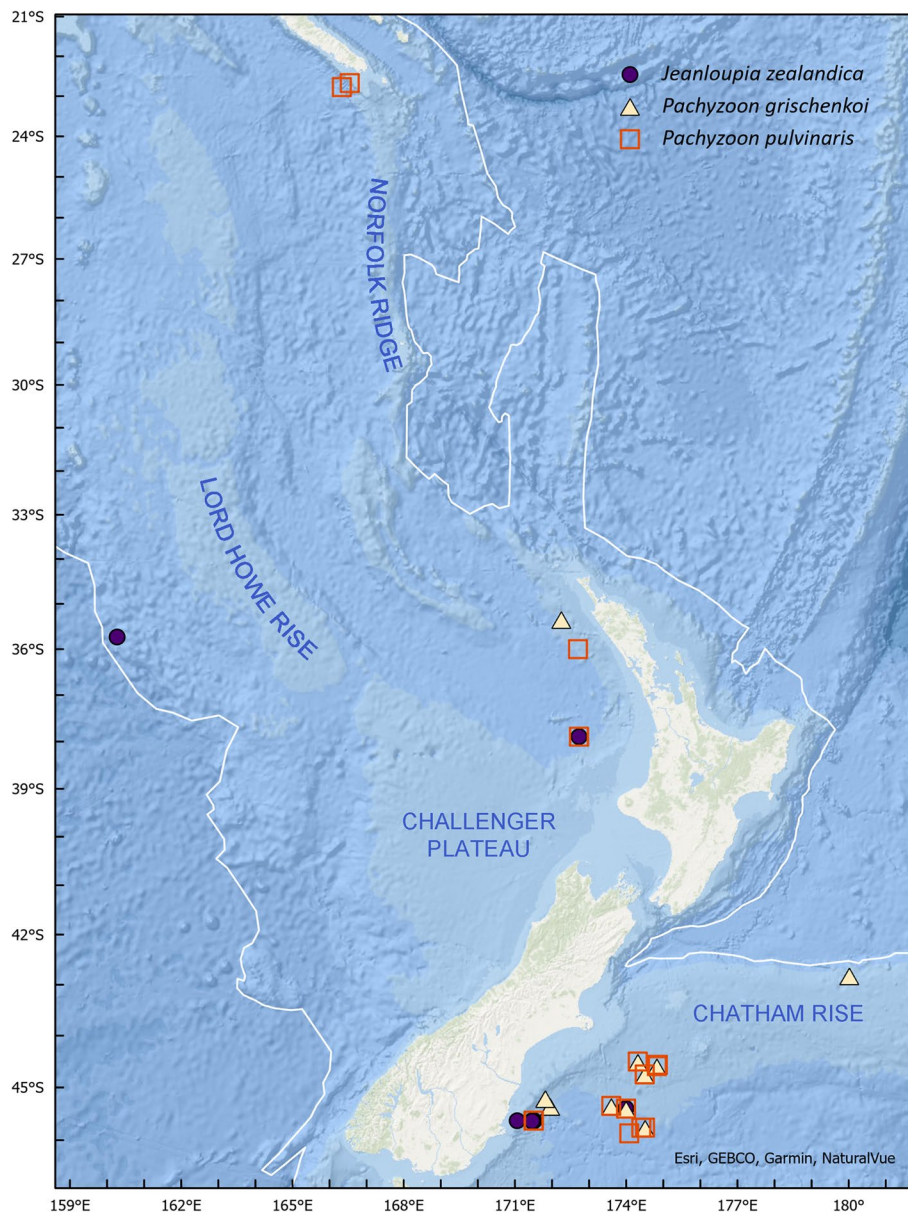 21°S
Jeanloupia zealandica
Pachyzoon grischenkoi
24°S
Pachyzoon pulvinaris
NORFOLK RIDGE
27°S
30°S
33°S
LORD HOWE RISE
36°S
39°S
CHALLENGER
PLATEAU
42°S
CHATHAM RISE
45°S
Esri, GEBCO, Garmin, NaturalVue
159°E 162°E 165°E 168°E 171°E 174°E 177°E 180°